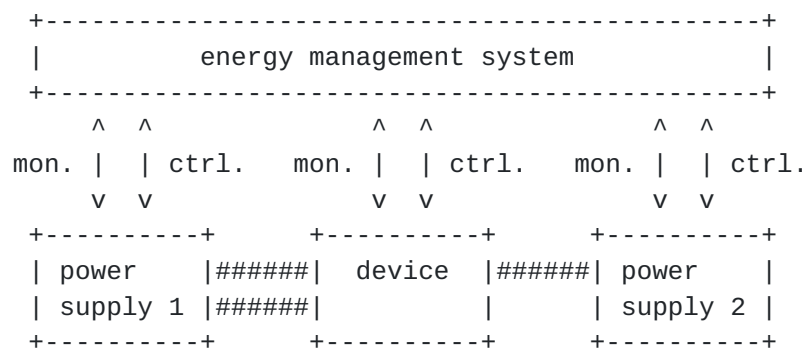 +----------------------------------------------+
|          energy management system            |
+----------------------------------------------+
    ^  ^              ^  ^              ^  ^
mon. |  | ctrl.   mon. |  | ctrl.   mon. |  | ctrl.
    v  v              v  v              v  v
+----------+      +----------+      +----------+
| power    |######|  device  |######| power    |
| supply 1 |######|          |      | supply 2 |
+----------+      +----------+      +----------+